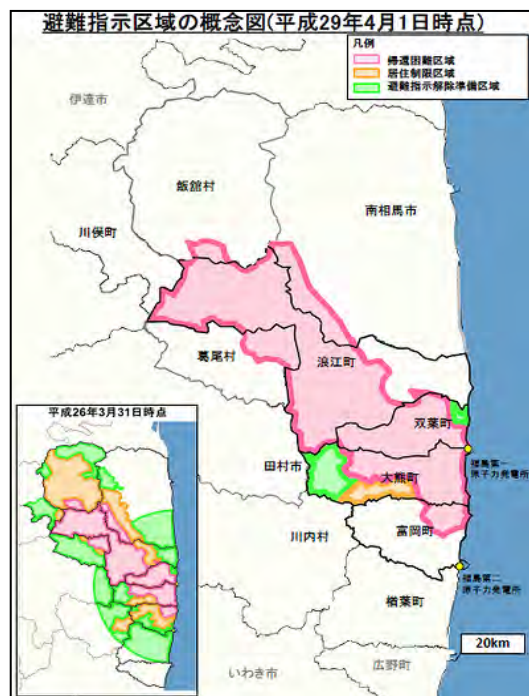 避難指示区域の概念図(平成29年4月1日時点)
凡例
帰還困難区域
居住制限区域
避難指示解除準備区域
伊達市
飯舘村
南相馬市
川俣町
葛尾村
浪江町
平成26年3月31日時点
双葉町
福島第一
原子力発電所
田村市
大熊町
富岡町
川内村
福島第二
原子力発電所
楢葉町
20km
いわき市
広野町